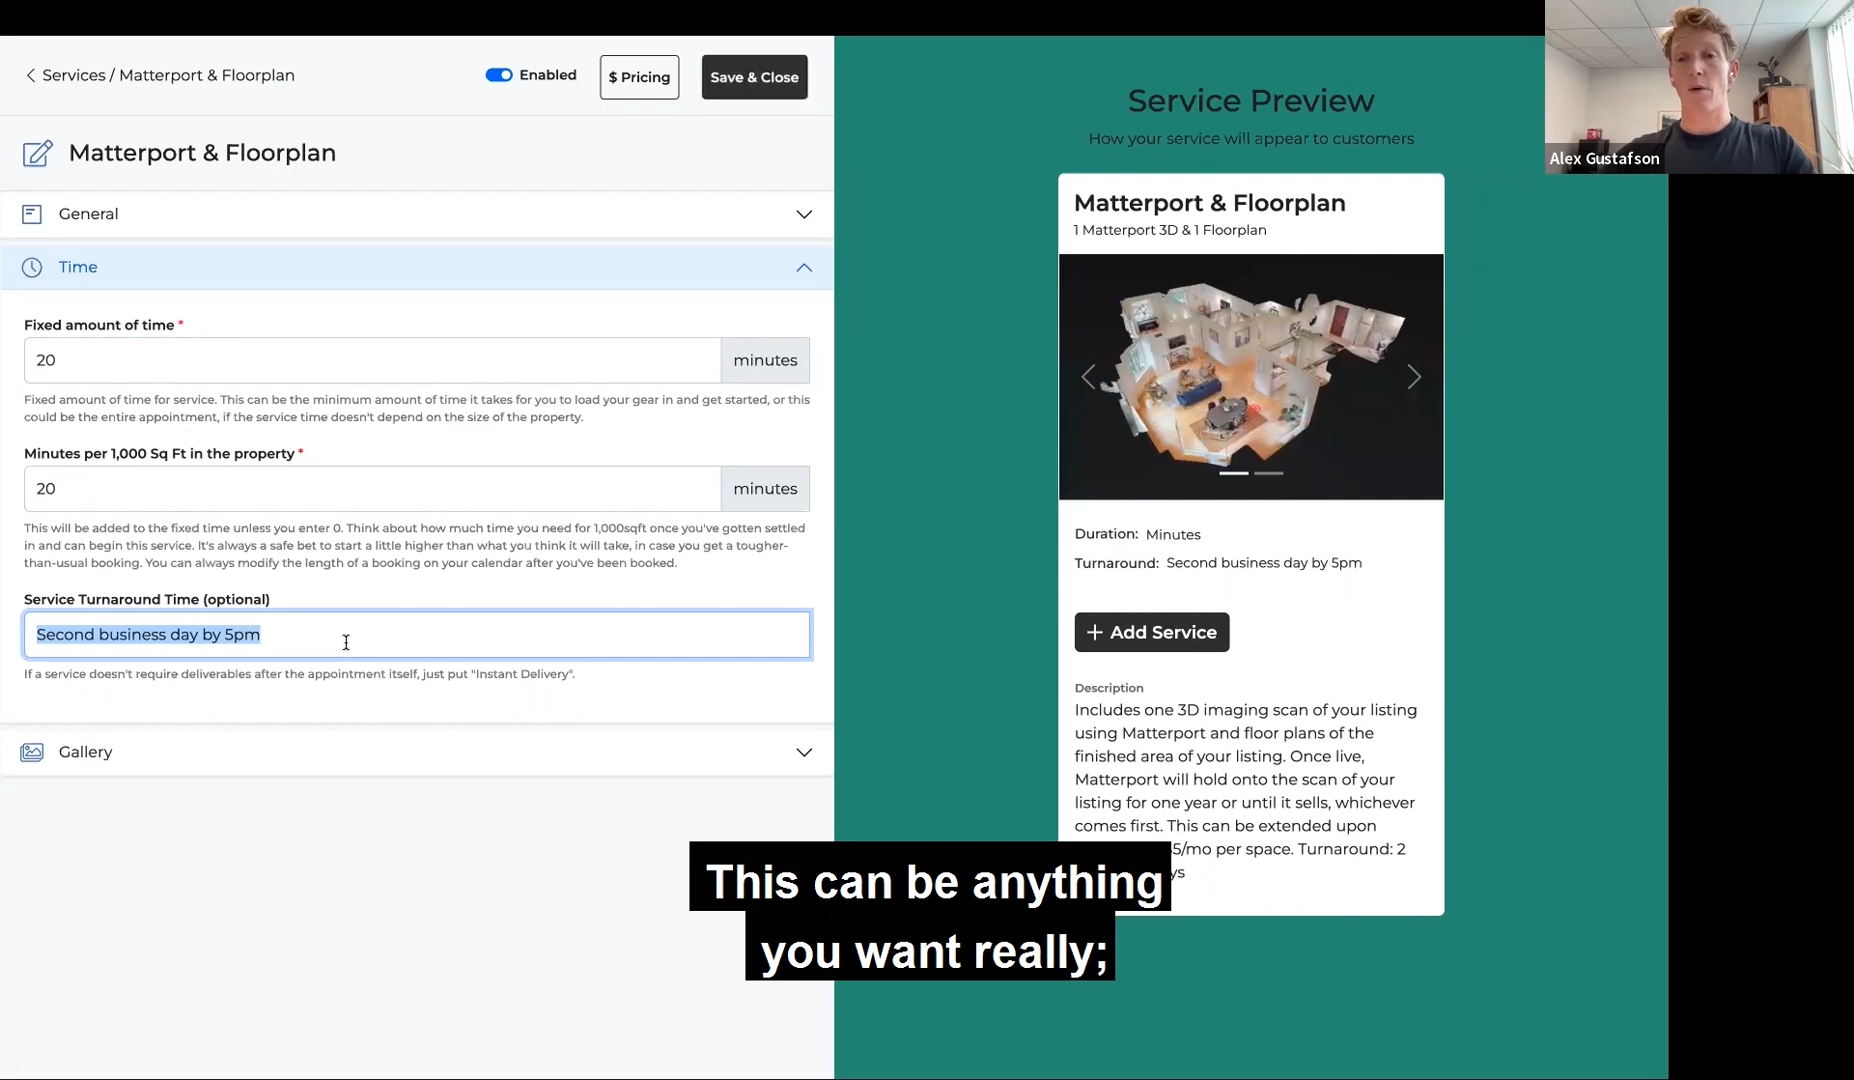 Services / Matterport & Floorplan
Enabled
$ Pricing
Save & Close
Matterport & Floorplan
General
Time
Fixed amount of time *
20
minutes
Fixed amount of time for service. This can be the minimum amount of time it takes for you to load your gear in and get started, or this
could be the entire appointment, if the service time doesn't depend on the size of the property.
Minutes per 1,000 Sq Ft in the property *
20
minutes
This will be added to the fixed time unless you enter 0. Think about how much time you need for 1,000sqft once you've gotten settled
in and can begin this service. It's always a safe bet to start a little higher than what you think it will take, in case you get a tougher-
than-usual booking. You can always modify the length of a booking on your calendar after you've been booked.
Service Turnaround Time (optional)
Second business day by 5pm
If a service doesn't require deliverables after the appointment itself, just put "Instant Delivery".
Gallery
Service Preview
How your service will appear to customers
Matterport & Floorplan
1 Matterport 3D & 1 Floorplan
Duration: Minutes
Turnaround: Second business day by 5pm
+ Add Service
Description
Includes one 3D imaging scan of your listing
using Matterport and floor plans of the
finished area of your listing. Once live,
Matterport will hold onto the scan of your
listing for one year or until it sells, whichever
comes first. This can be extended upon
5/mo per space. Turnaround: 2
This can be anything
you want really;
Alex Gustafson